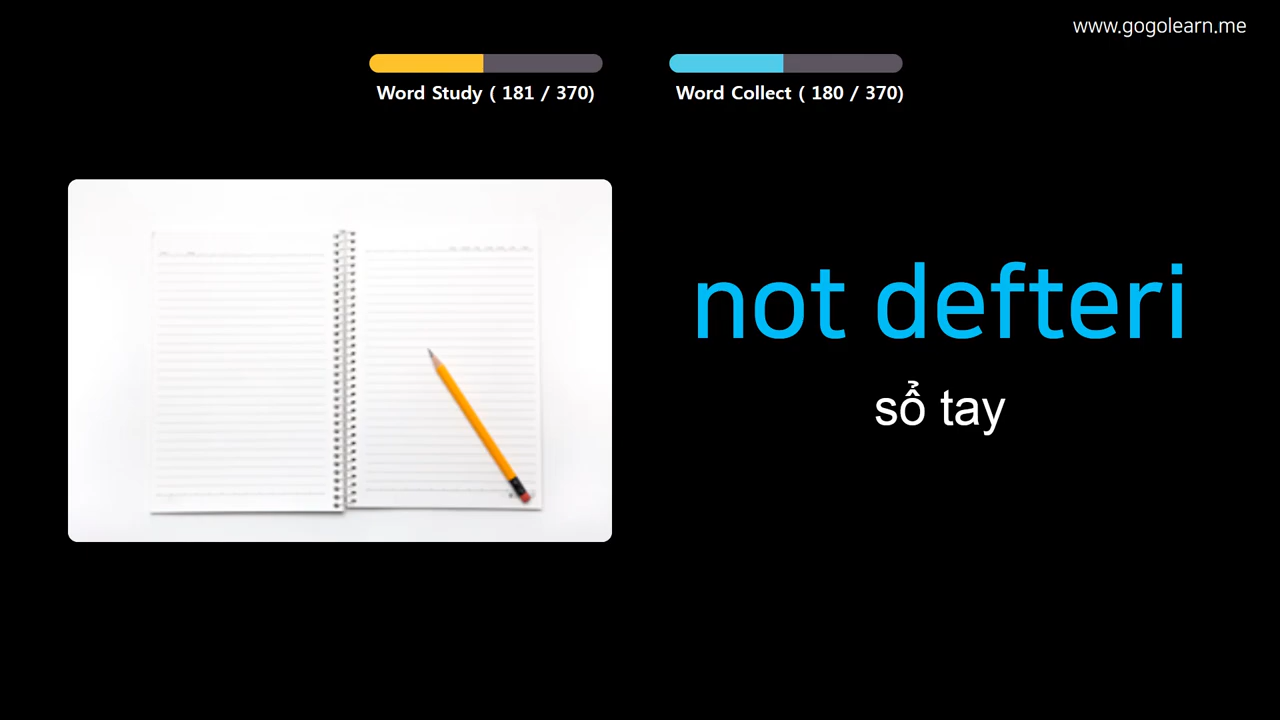 www.gogolearn.me
Word Study ( 181 / 370)
Word Collect ( 180 / 370)
not defteri
sổ tay